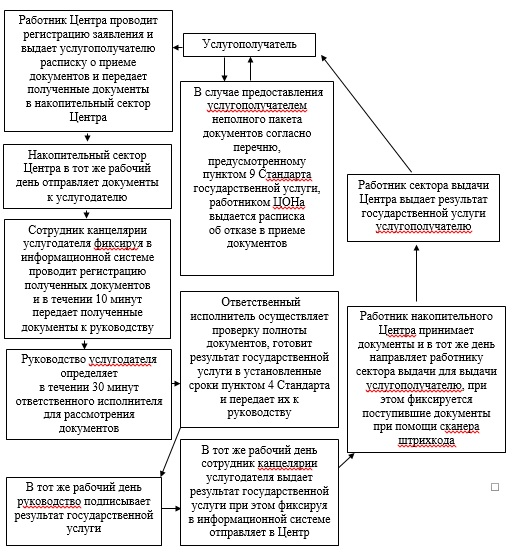 Работник Центра проводит
регистрацию заявления и
выдает услугополучателю
расписку о приеме
документов и передает
полученные документы
в накопительный сектор
Центра
Услугополучатель
В случае предоставления
услугополучателем
неполного пакета
документов согласно
перечню,
предусмотренному
пунктом 9 Стандарта
государственной услуги,
работником ЦОНа
выдается расписка
об отказе в приеме
документов
Накопительный сектор
Центра в тот же рабочий
день отправляет документы
к услугодателю
Сотрудник канцелярии
услугодателя фиксируя в
информационной системе
проводит регистрацию
полученных документов
и в течении 10 минут
передает полученные
документы к руководству
Руководство услугодателя
определяет
в течении 30 минут
ответственного исполнителя
для рассмотрения
документов
Ответственный
исполнитель осуществляет
проверку полноты
документов, готовит
результат государственной
услуги в установленные
сроки пунктом 4 Стандарта
и передает их к
руководству
В тот же рабочий день
руководство подписывает
результат государственной
услуги
В тот же рабочий день
сотрудник канцелярии
услугодателя выдает
результат государственной
услуги при этом фиксируя
в информационной системе
отправляет в Центр
Работник накопительного
Центра принимает
документы и в тот же день
направляет работнику
сектора выдачи для выдачи
услугополучателю, при
этом фиксируется
поступившие документы
при помощи сканера
штрихкода
Работник сектора выдачи
Центра выдает результат
государственной услуги
услугополучателю